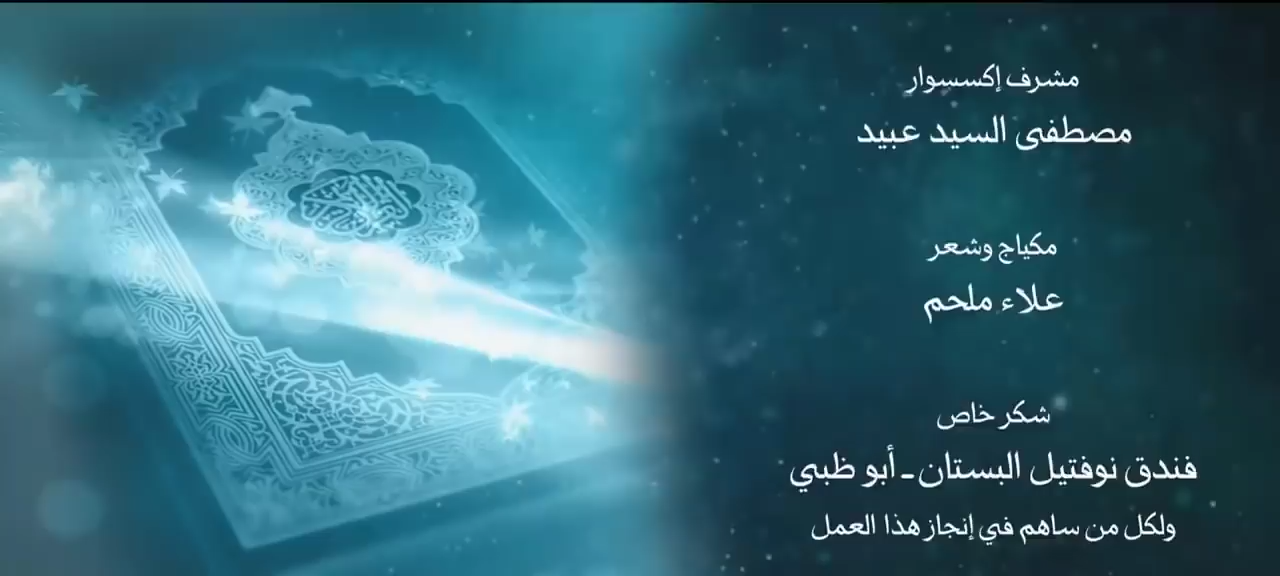 مشرف إكسسوار
مصطفى السيد عبيد
مكياج وشعر
علاء ملحم
شكر خاص
فندق نوفتيل البستان - أبو ظبي
ولكل من ساهم في إنجاز هذا العمل